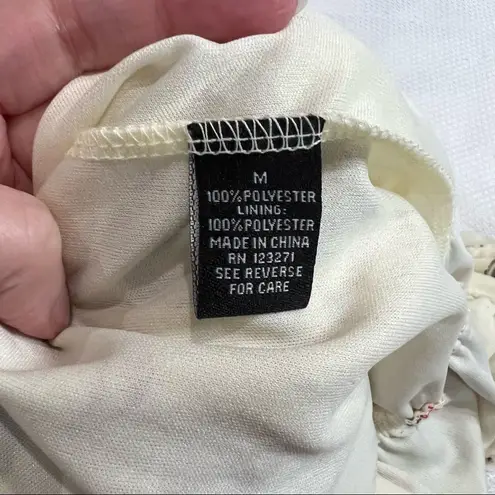 M
100% POLYESTER
LINING:
100% POLYESTER
MADE IN CHINA
RN 123271
SEE REVERSE
FOR CARE